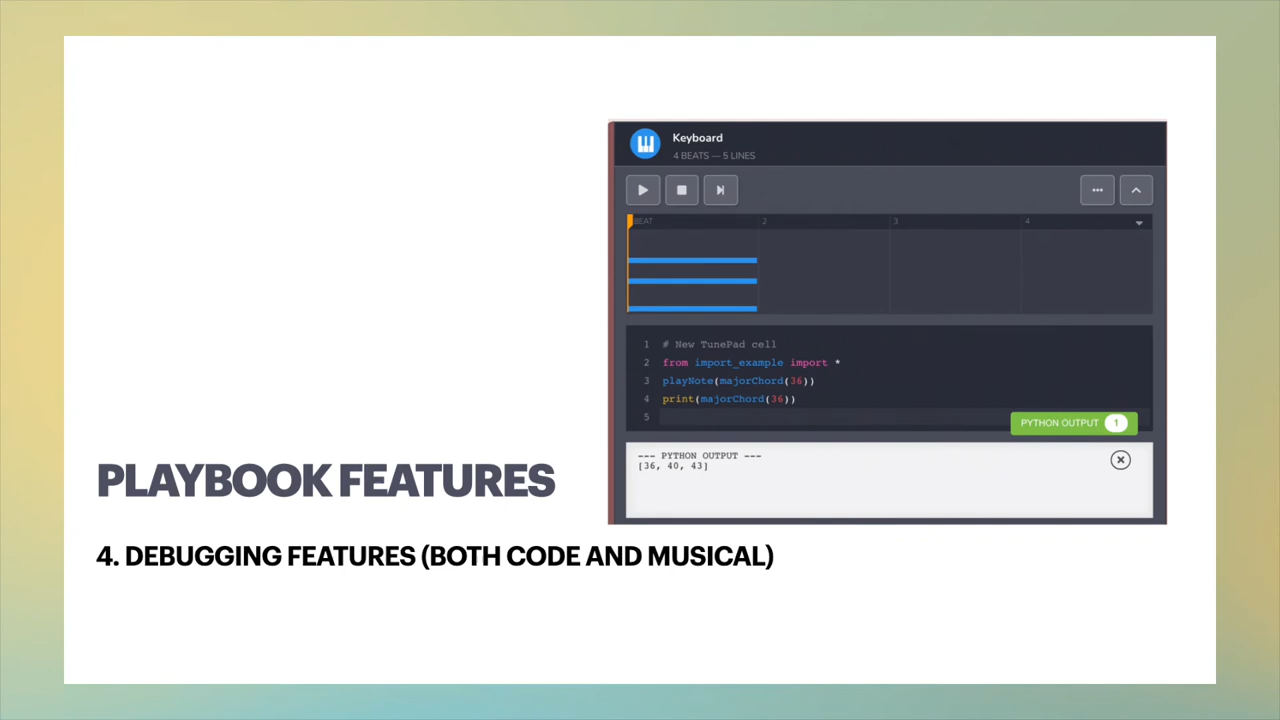 Keyboard
4 BEATS — 5 LINES
BEAT 2 3 4
1 # New TunePad cell
2 from import_example import *
3 playNote(majorChord(36))
4 print(majorChord(36))
5
PYTHON OUTPUT 1
--- PYTHON OUTPUT ---
[36, 40, 43]
PLAYBOOK FEATURES
4. DEBUGGING FEATURES (BOTH CODE AND MUSICAL)